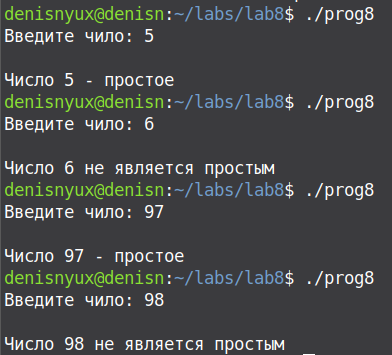 denisnyux@denisn:~/labs/lab8$ ./prog8
Введите чило: 5
Число 5 - простое
denisnyux@denisn:~/labs/lab8$ ./prog8
Введите чило: 6
Число 6 не является простым
denisnyux@denisn:~/labs/lab8$ ./prog8
Введите чило: 97
Число 97 - простое
denisnyux@denisn:~/labs/lab8$ ./prog8
Введите чило: 98
Число 98 не является простым